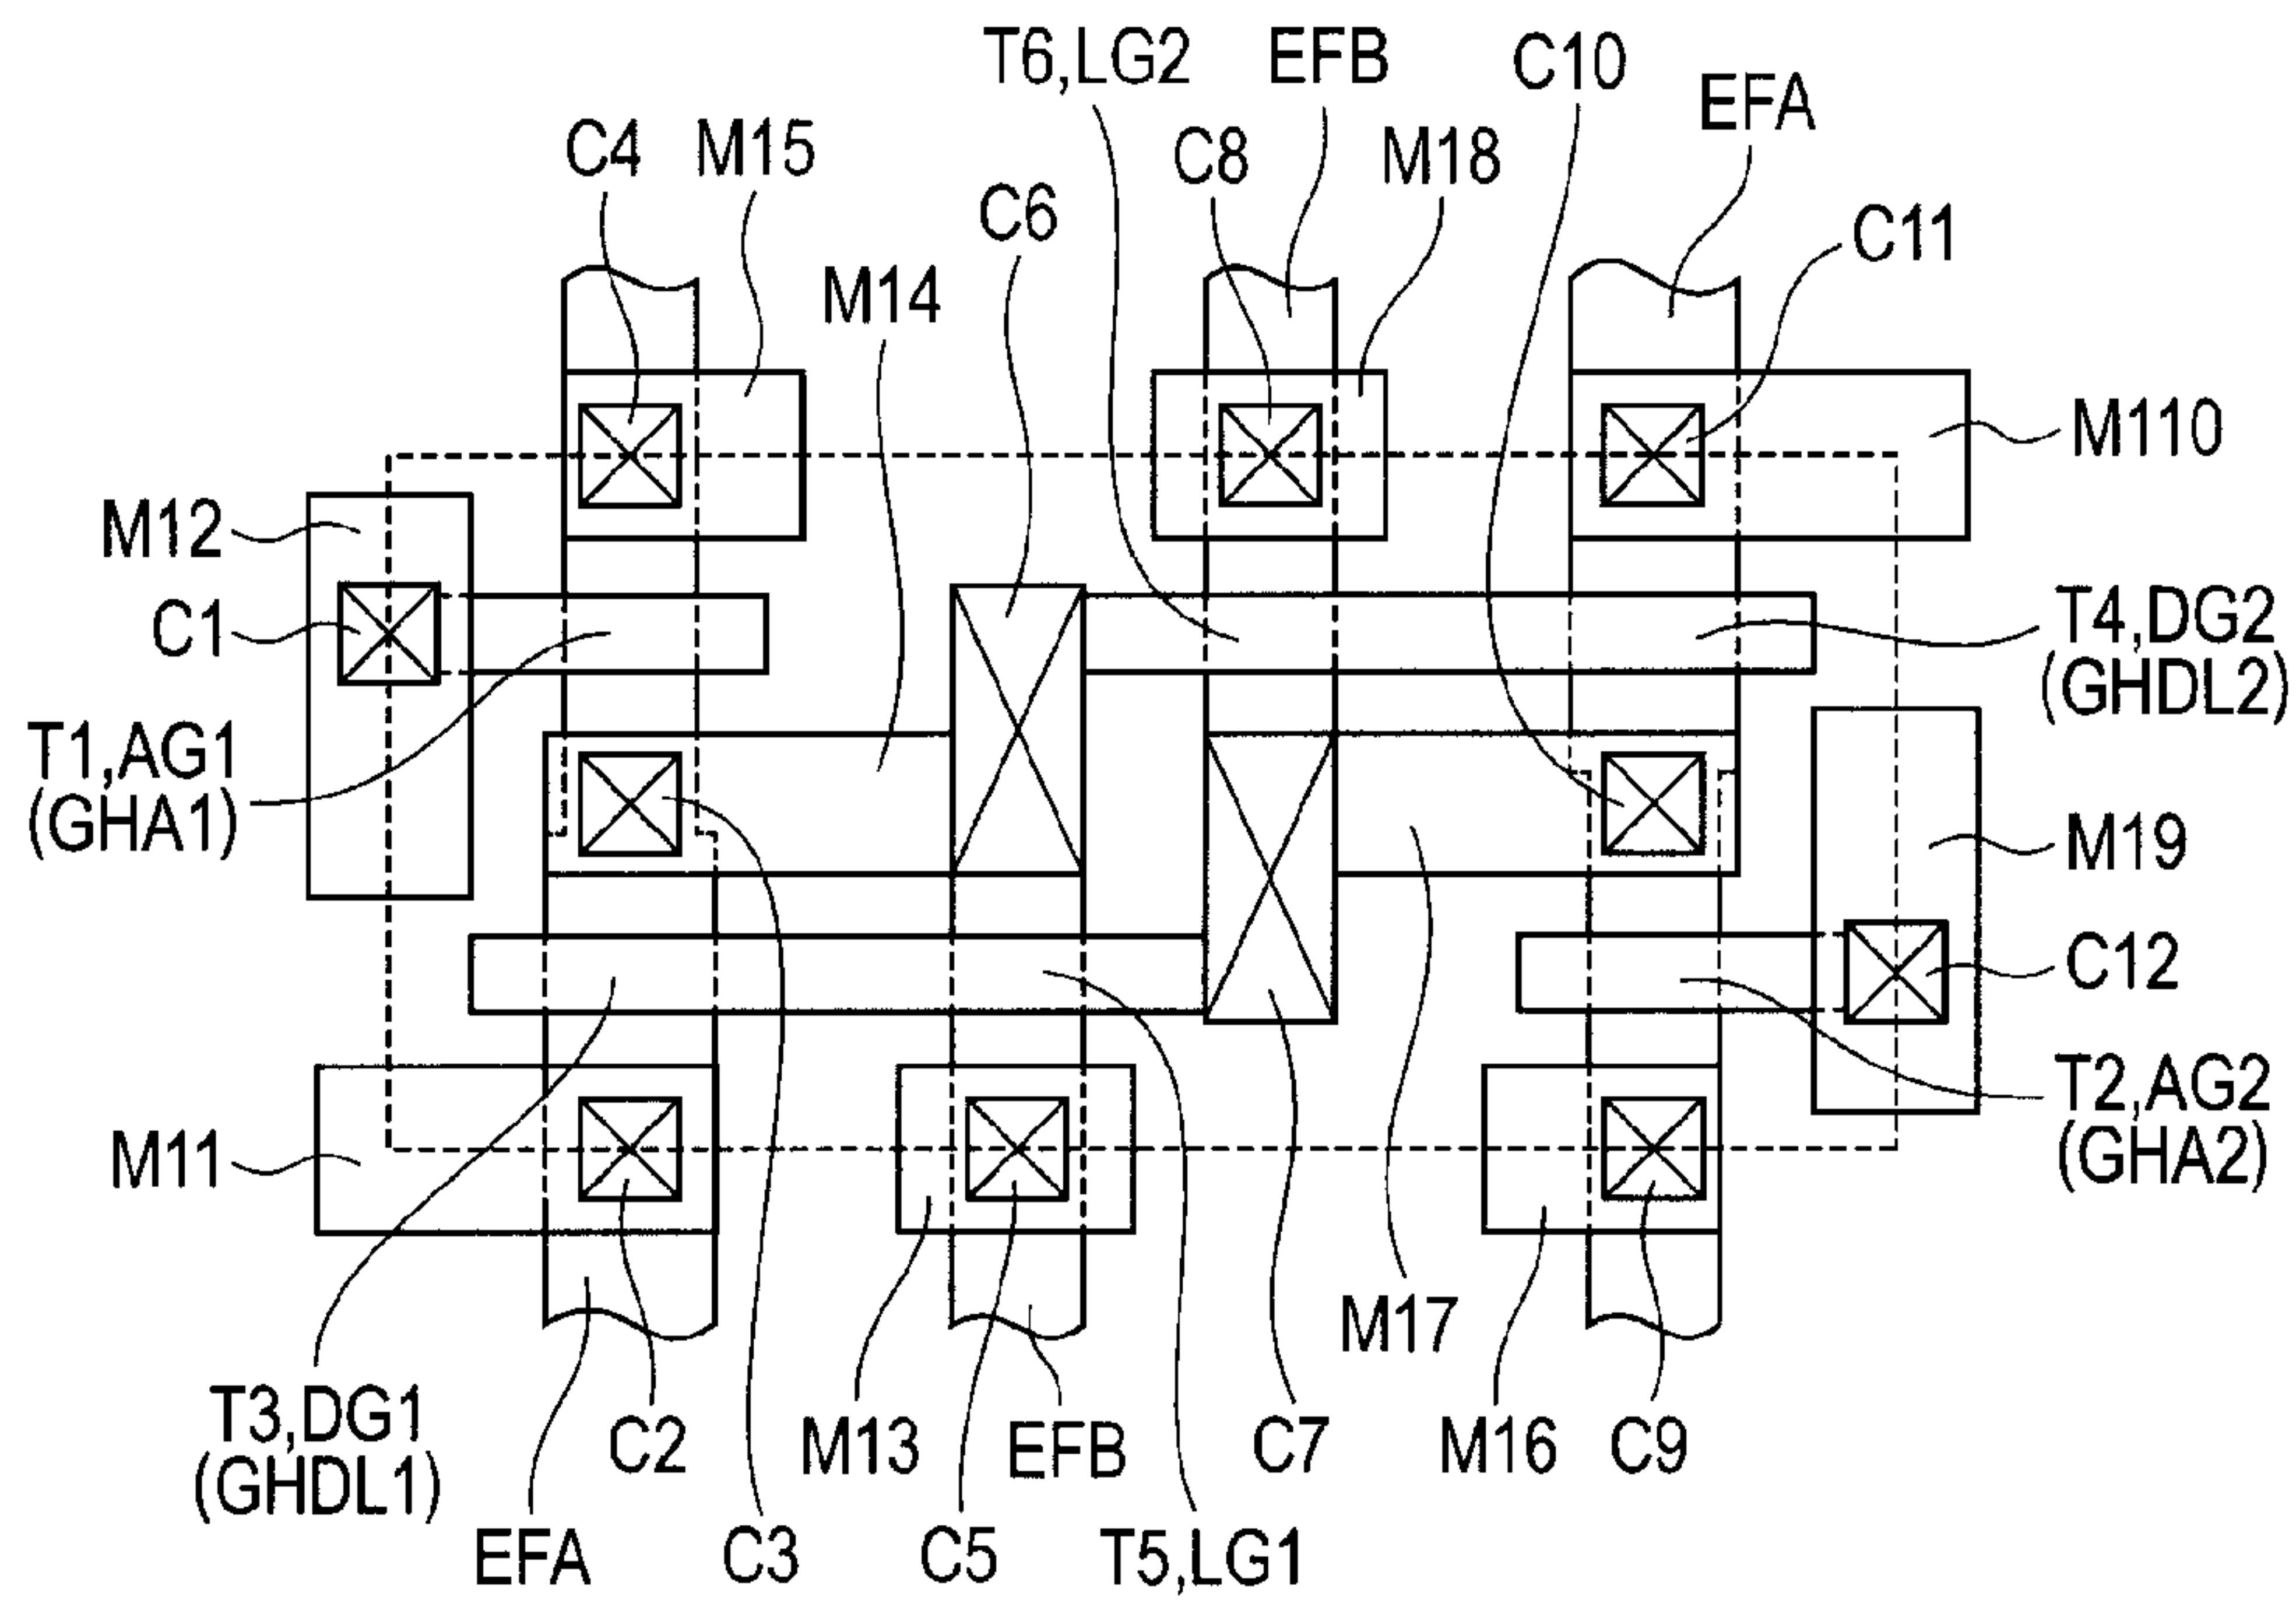 T6,LG2
EFB
C10
EFA
C4
M15
C8
M18
C6
C11
M14
M110
M12
C1
T4,DG2
(GHDL2)
T1,AG1
(GHA1)
M19
C12
T2,AG2
(GHA2)
M11
M17
T3,DG1
(GHDL1)
C2
M13
EFB
C7
M16
C9
EFA
C3
C5
T5,LG1